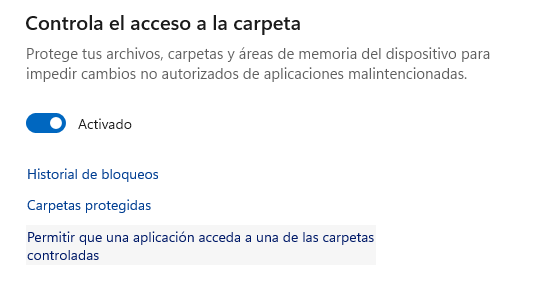 Controla el acceso a la carpeta
Protege tus archivos, carpetas y áreas de memoria del dispositivo para
impedir cambios no autorizados de aplicaciones malintencionadas.
Activado
Historial de bloqueos
Carpetas protegidas
Permitir que una aplicación acceda a una de las carpetas
controladas